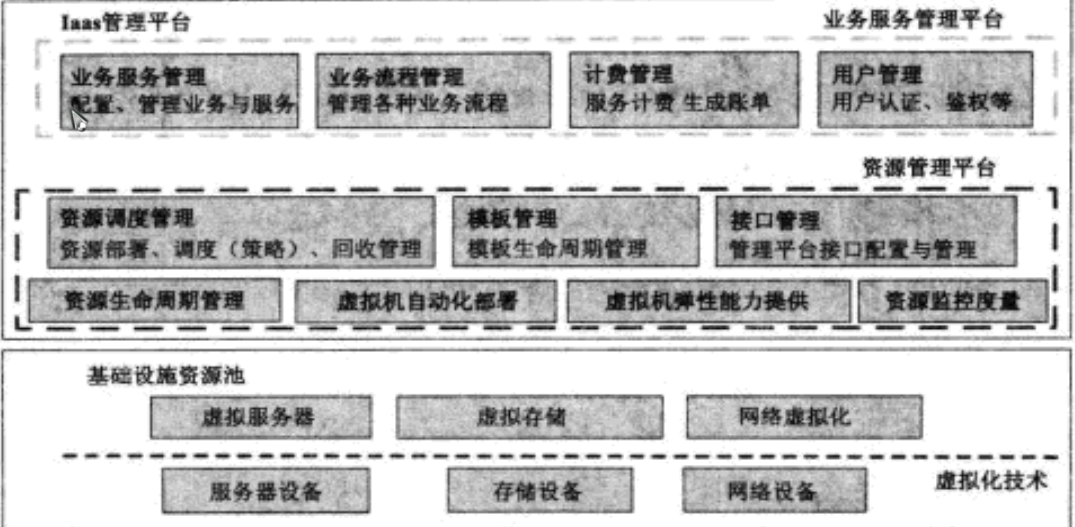 Iaas管理平台
业务服务管理平台
业务服务管理
配置、管理业务与服务
业务流程管理
管理各种业务流程
计费管理
服务计费 生成账单
用户管理
用户认证、鉴权等
资源管理平台
资源调度管理
资源部署、调度（策略）、回收管理
模板管理
模板生命周期管理
接口管理
管理平台接口配置与管理
资源生命周期管理
虚拟机自动化部署
虚拟机弹性能力提供
资源监控度量
基础设施资源池
虚拟服务器
虚拟存储
网络虚拟化
虚拟化技术
服务器设备
存储设备
网络设备